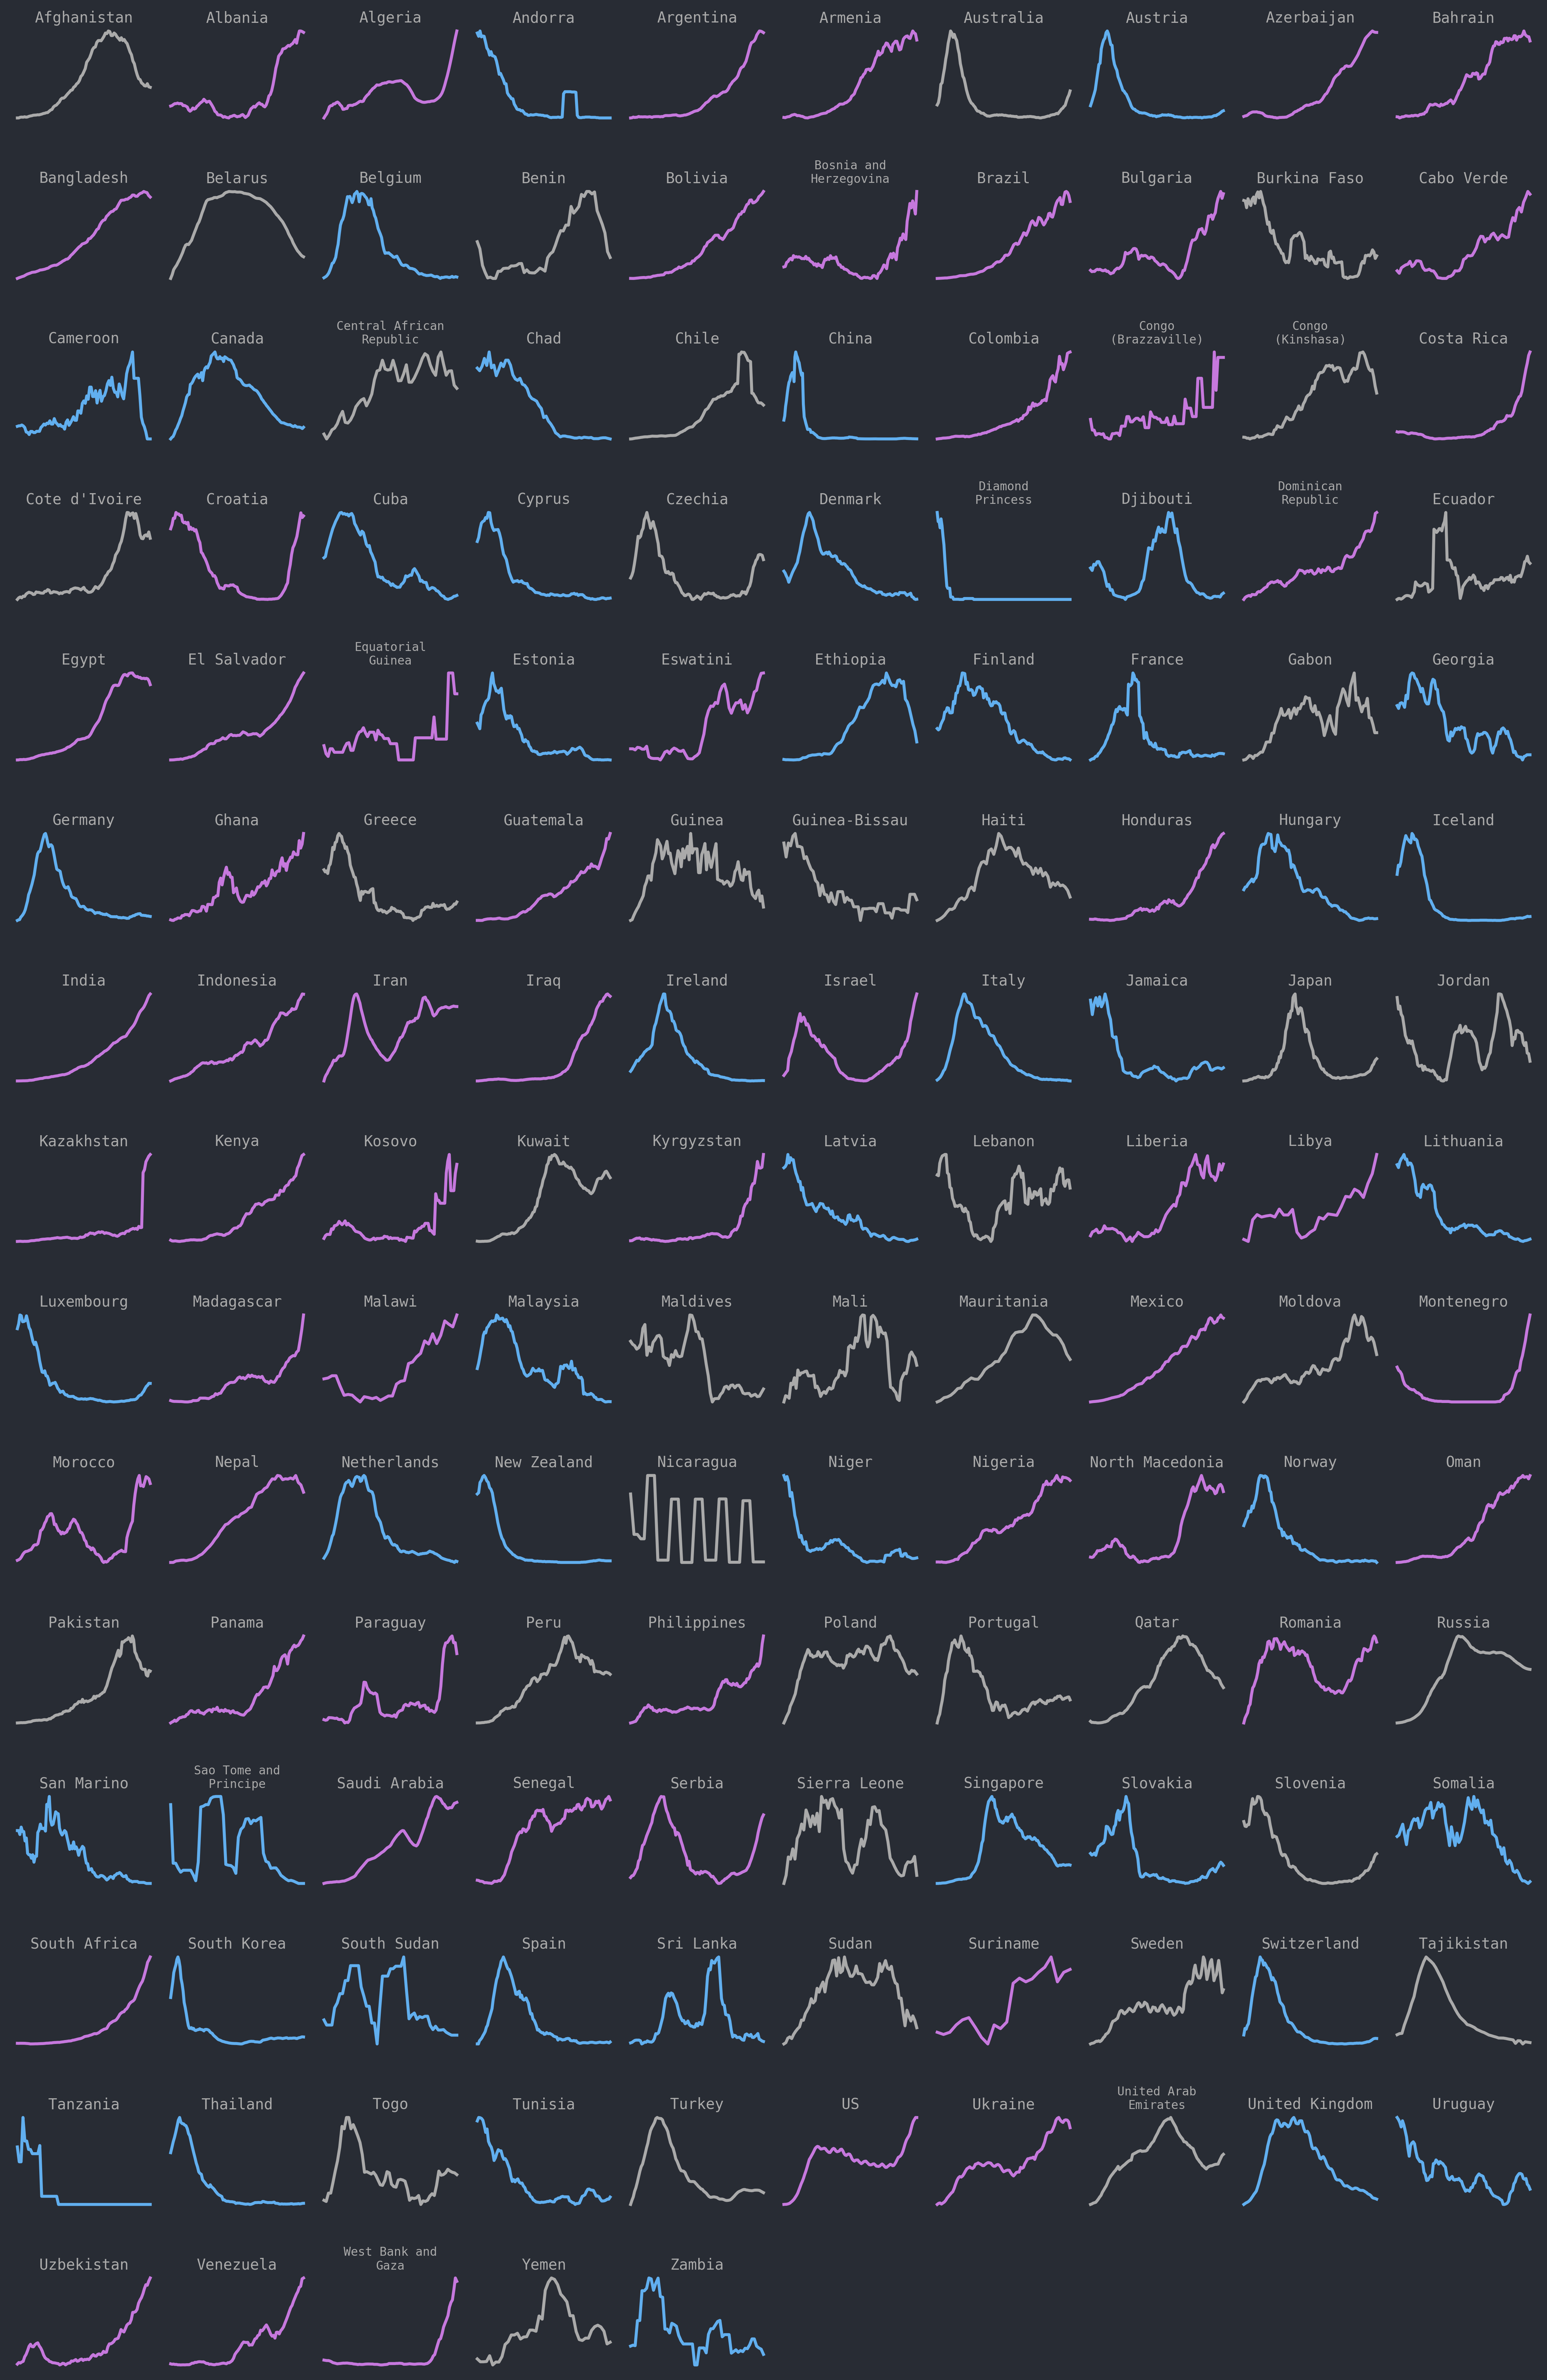 Afghanistan
Albania
Algeria
Andorra
Argentina
Armenia
Australia
Austria
Azerbaijan
Bahrain
Bangladesh
Belarus
Belgium
Benin
Bolivia
Bosnia and
Herzegovina
Brazil
Bulgaria
Burkina Faso
Cabo Verde
Cameroon
Canada
Central African
Republic
Chad
Chile
China
Colombia
Congo
(Brazzaville)
Congo
(Kinshasa)
Costa Rica
Cote d'Ivoire
Croatia
Cuba
Cyprus
Czechia
Denmark
Diamond
Princess
Djibouti
Dominican
Republic
Ecuador
Egypt
El Salvador
Equatorial
Guinea
Estonia
Eswatini
Ethiopia
Finland
France
Gabon
Georgia
Germany
Ghana
Greece
Guatemala
Guinea
Guinea-Bissau
Haiti
Honduras
Hungary
Iceland
India
Indonesia
Iran
Iraq
Ireland
Israel
Italy
Jamaica
Japan
Jordan
Kazakhstan
Kenya
Kosovo
Kuwait
Kyrgyzstan
Latvia
Lebanon
Liberia
Libya
Lithuania
Luxembourg
Madagascar
Malawi
Malaysia
Maldives
Mali
Mauritania
Mexico
Moldova
Montenegro
Morocco
Nepal
Netherlands
New Zealand
Nicaragua
Niger
Nigeria
North Macedonia
Norway
Oman
Pakistan
Panama
Paraguay
Peru
Philippines
Poland
Portugal
Qatar
Romania
Russia
San Marino
Sao Tome and
Principe
Saudi Arabia
Senegal
Serbia
Sierra Leone
Singapore
Slovakia
Slovenia
Somalia
South Africa
South Korea
South Sudan
Spain
Sri Lanka
Sudan
Suriname
Sweden
Switzerland
Tajikistan
Tanzania
Thailand
Togo
Tunisia
Turkey
US
Ukraine
United Arab
Emirates
United Kingdom
Uruguay
Uzbekistan
Venezuela
West Bank and
Gaza
Yemen
Zambia